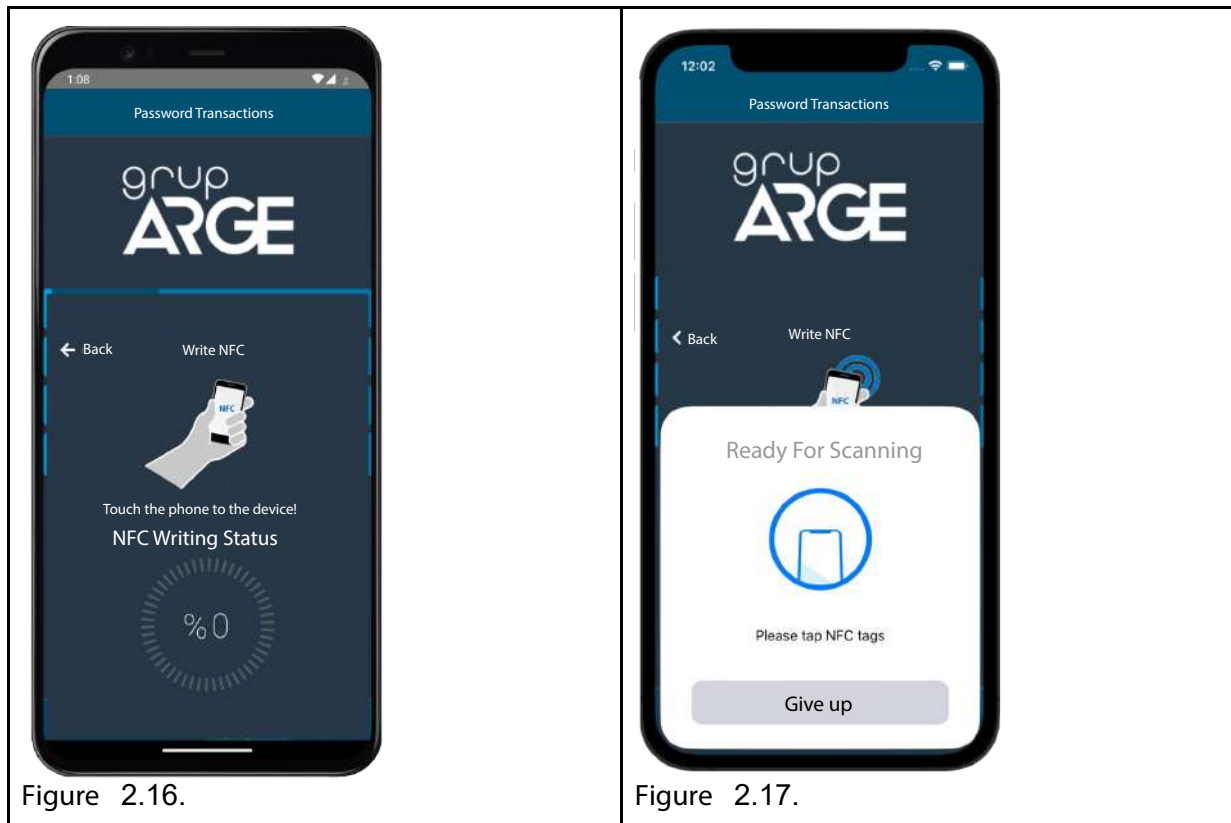 1:08
Password Transactions
grup
ARGE
Back
Write NFC
NFC
Touch the phone to the device!
NFC Writing Status
%0
Figure 2.16.
12:02
Password Transactions
grup
ARGE
Back
Write NFC
NFC
Ready For Scanning
Please tap NFC tags
Give up
Figure 2.17.